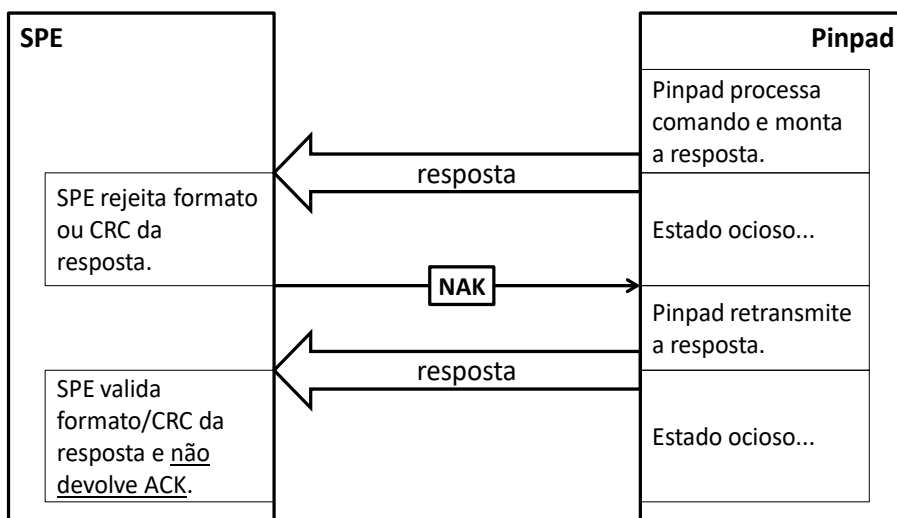 SPE
Pinpad
Pinpad processa
comando e monta
a resposta.
resposta
SPE rejeita formato
ou CRC da
resposta.
Estado ocioso...
NAK
Pinpad retransmite
a resposta.
resposta
SPE valida
formato/CRC da
resposta e não
devolve ACK.
Estado ocioso...